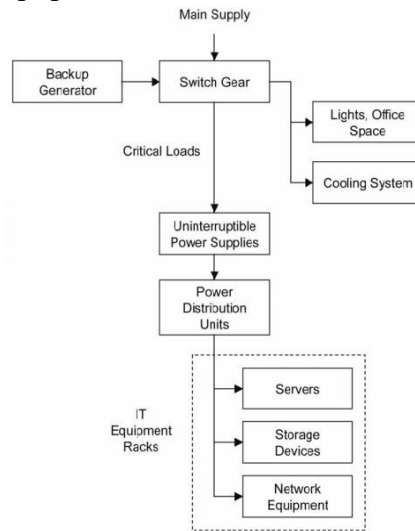 Main Supply
Backup
Generator
Switch Gear
Lights, Office
Space
Critical Loads
Cooling System
Uninterruptible
Power Supplies
Power
Distribution
Units
IT
Equipment
Racks
Servers
Storage
Devices
Network
Equipment